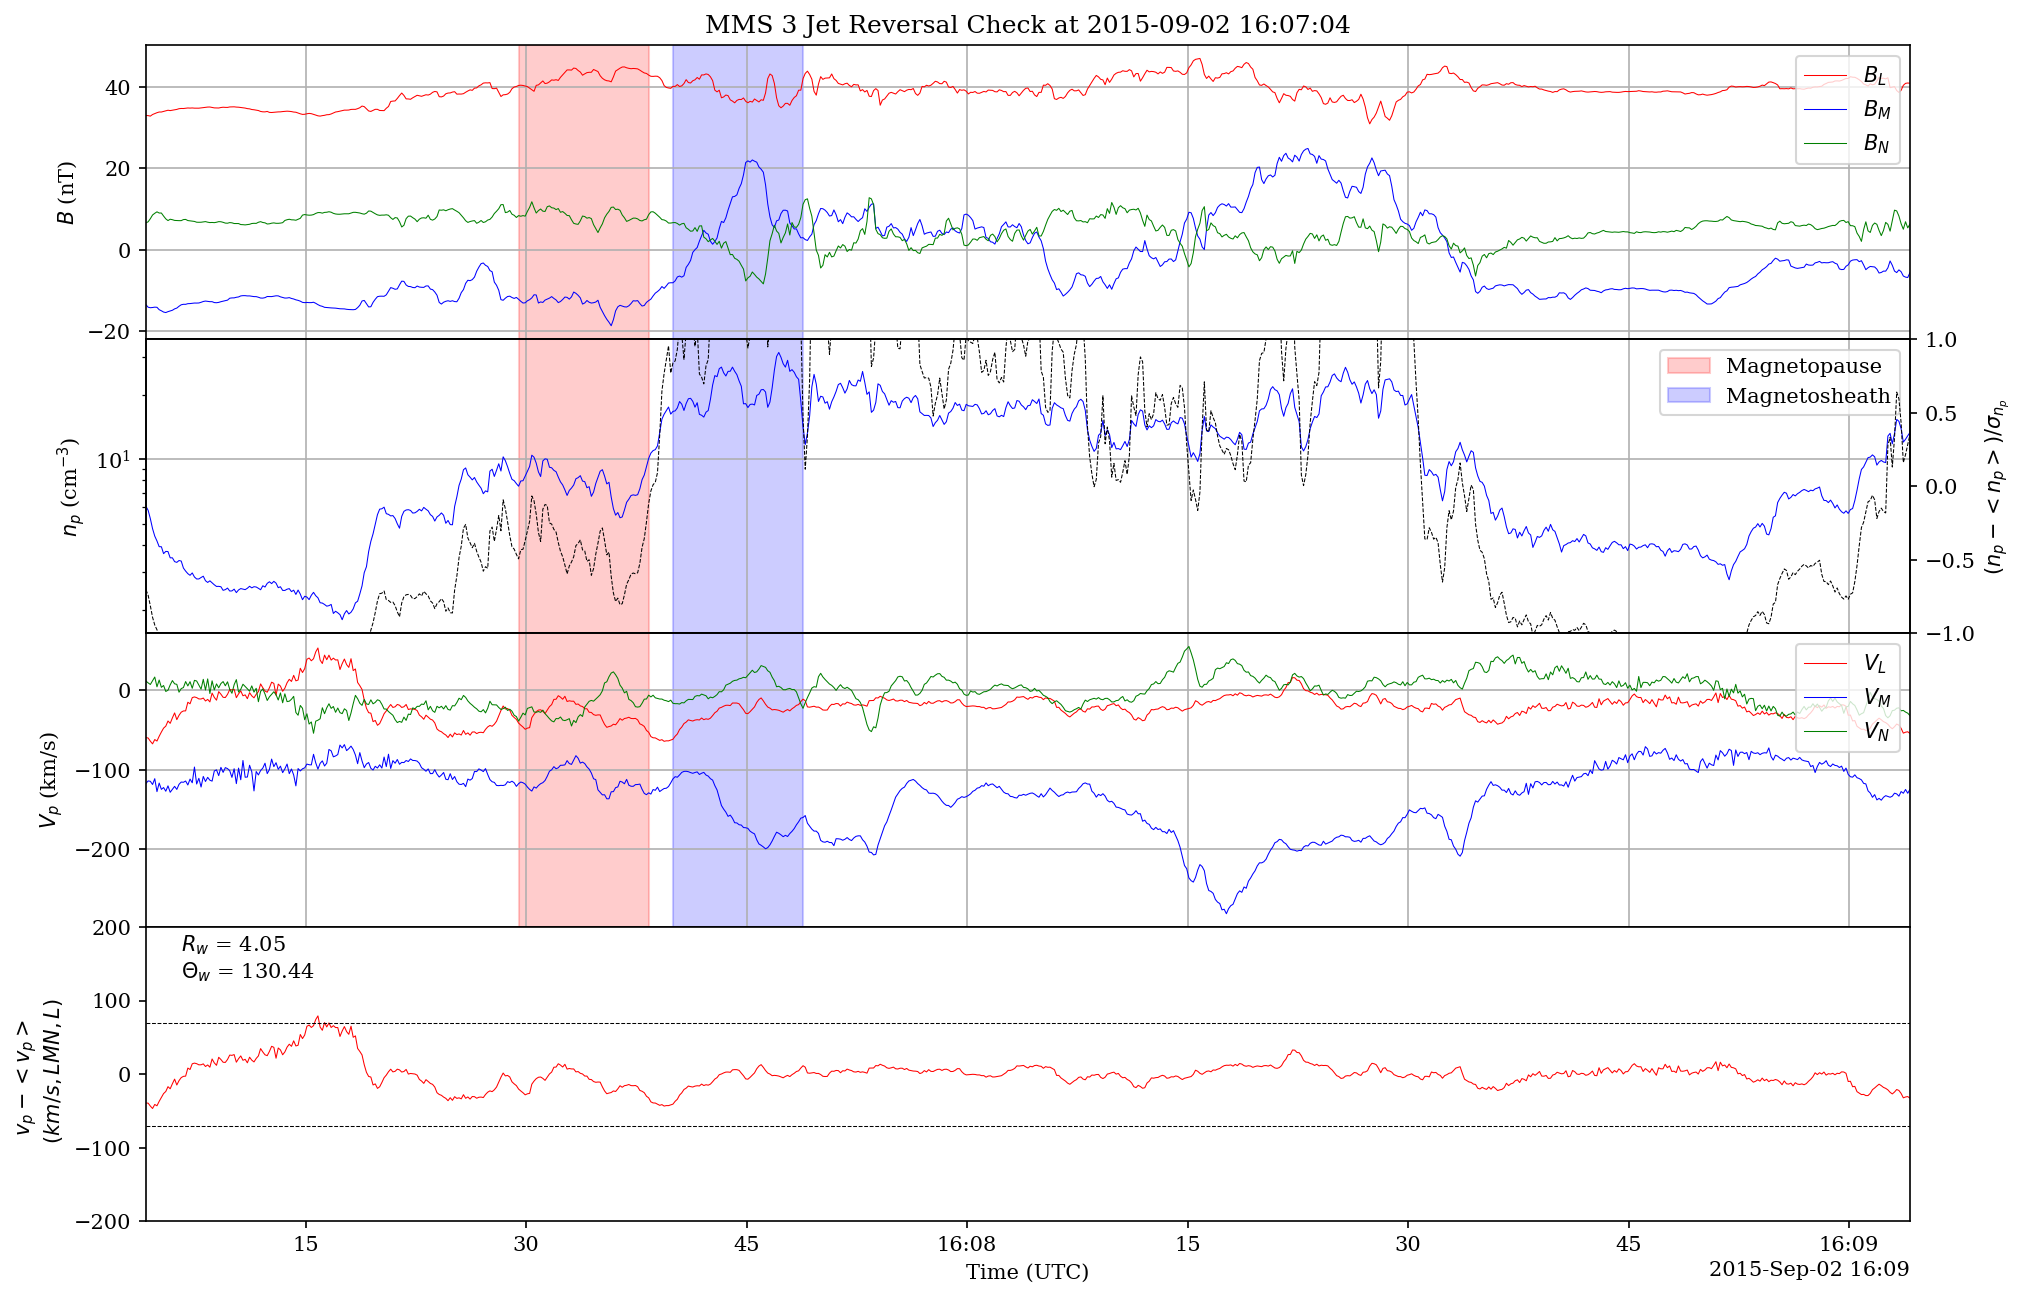 MMS 3 Jet Reversal Check at 2015-09-02 16:07:04
B (nT)
40
20
0
−20
B_L
B_M
B_N
n_p (cm^{−3})
10^1
1.0
0.5
0.0
−0.5
−1.0
(n_p − < n_p >)/σ_{n_p}
Magnetopause
Magnetosheath
V_p (km/s)
0
−100
−200
V_L
V_M
V_N
v_p − < v_p >
(km/s, LMN, L)
200
100
0
−100
−200
R_w = 4.05
Θ_w = 130.44
15 30 45 16:08 15 30 45 16:09
Time (UTC)
2015-Sep-02 16:09